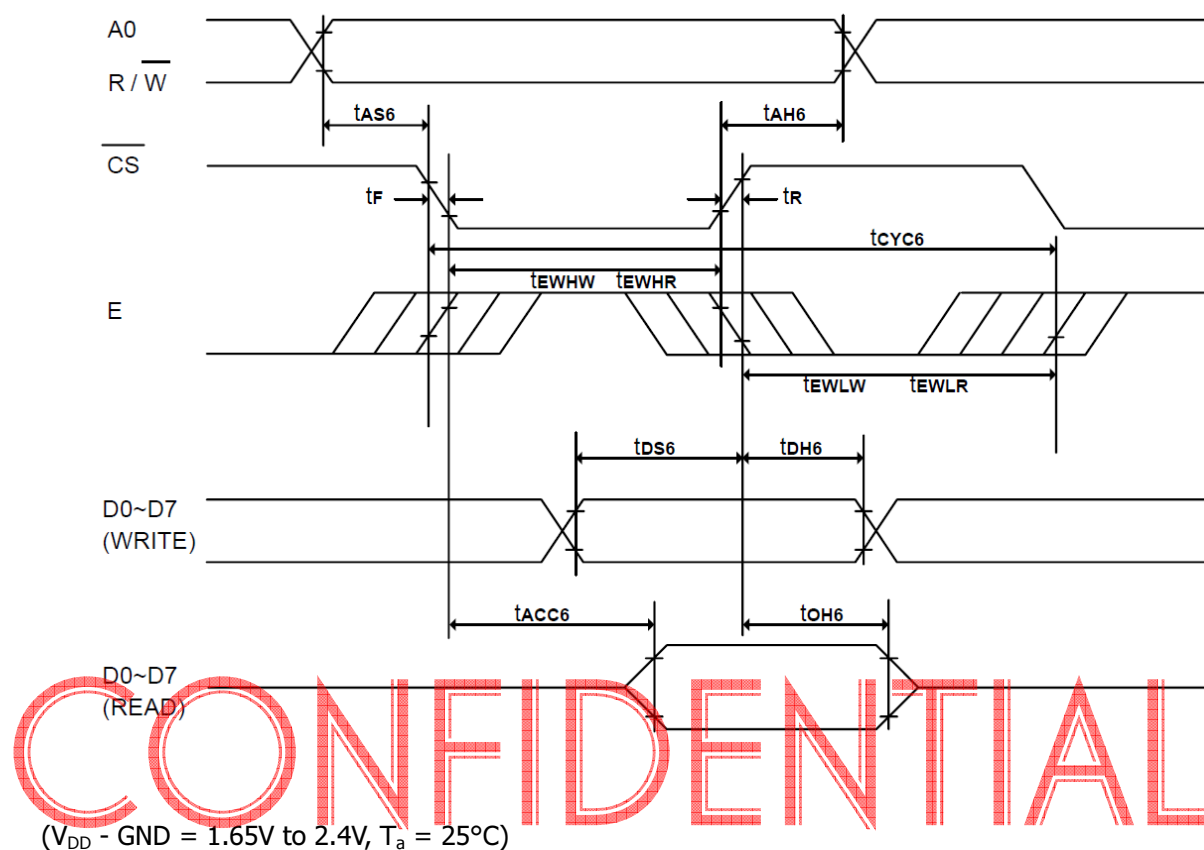 A0
R / W
tAS6
tAH6
CS
tF
tR
tCYC6
tEWHW tEWHR
E
tEWLW tEWLR
tDS6
tDH6
D0~D7
(WRITE)
tACC6
tOH6
D0~D7
(READ)
CONFIDENTIAL
(VDD - GND = 1.65V to 2.4V, Ta = 25°C)